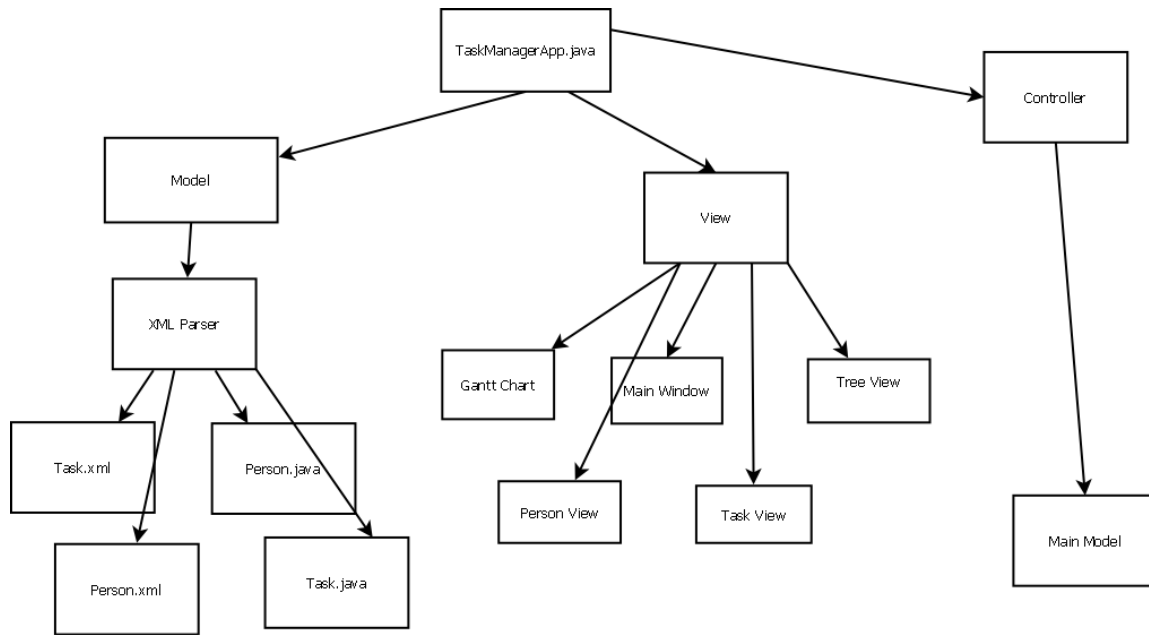 TaskManagerApp.java
Controller
Model
View
XML Parser
Gantt Chart
Main Window
Tree View
Task.xml
Person.java
Person View
Task View
Main Model
Person.xml
Task.java